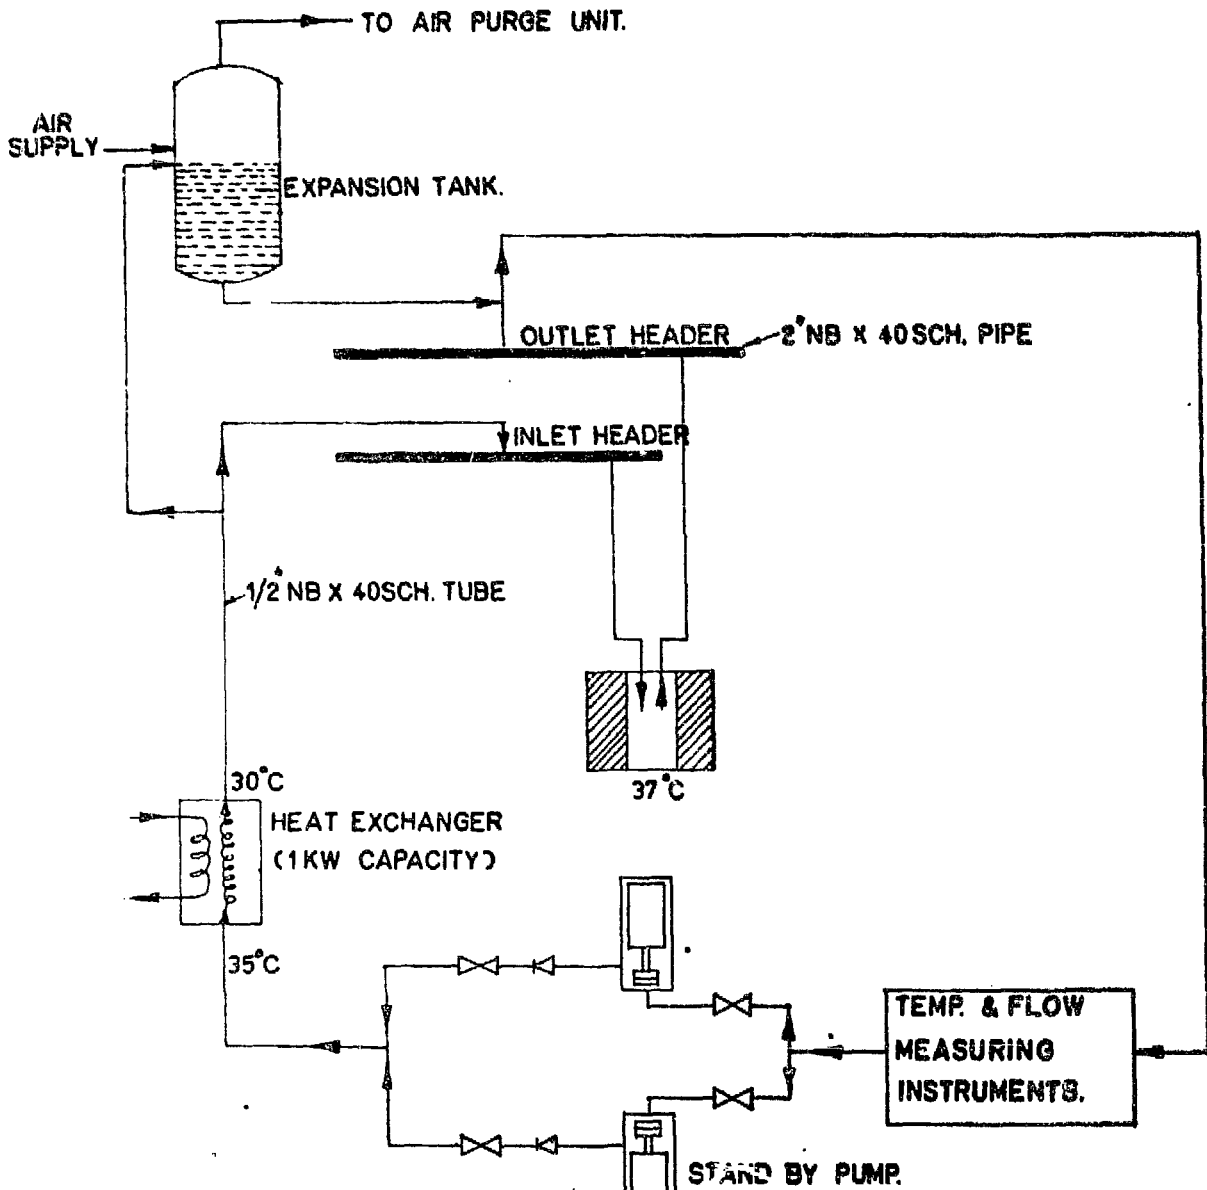 TO AIR PURGE UNIT.
AIR
SUPPLY
EXPANSION TANK.
OUTLET HEADER
2"NB X 40SCH. PIPE
INLET HEADER
1/2"NB X 40SCH. TUBE
37°C
30°C
HEAT EXCHANGER
(1KW CAPACITY)
35°C
TEMP. & FLOW
MEASURING
INSTRUMENTS.
STAND BY PUMP.